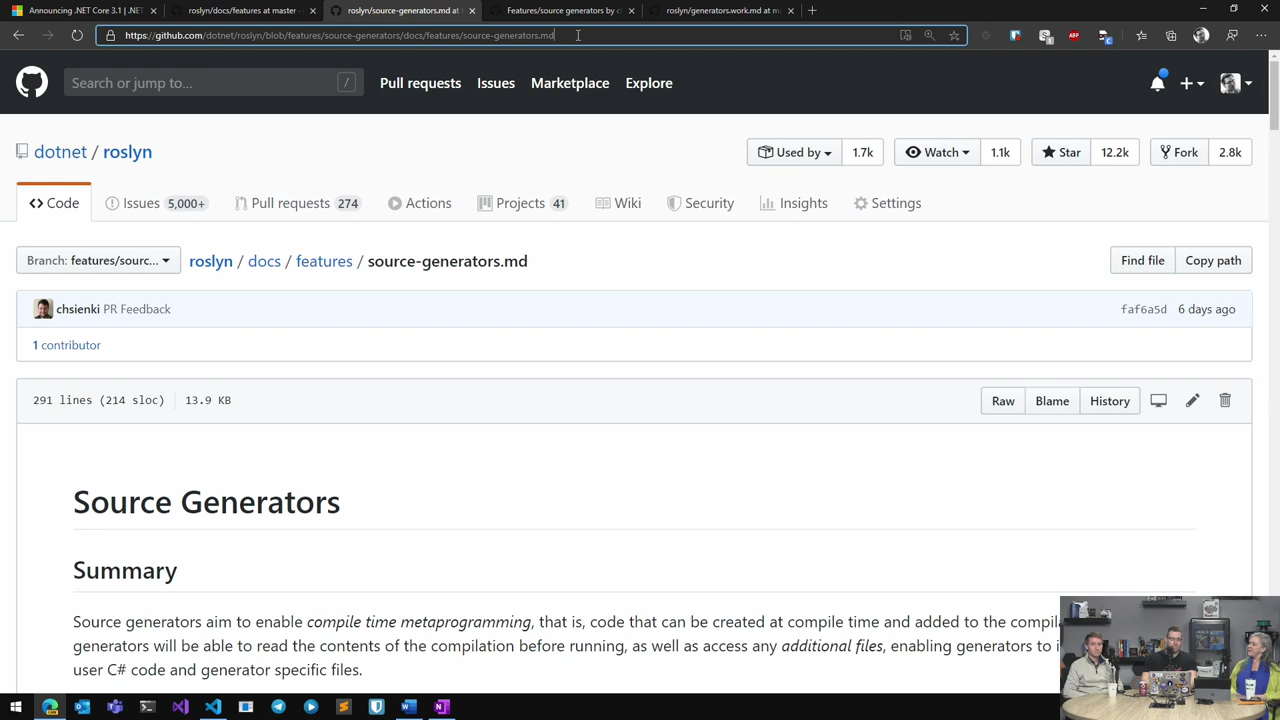 Announcing .NET Core 3.1 | .NET
roslyn/docs/features at master ·
roslyn/source-generators.md at
Features/source generators by c
roslyn/generators.work.md at m
https://github.com/dotnet/roslyn/blob/features/source-generators/docs/features/source-generators.md
Search or jump to...
/
Pull requests
Issues
Marketplace
Explore
dotnet / roslyn
Used by
1.7k
Watch
1.1k
Star
12.2k
Fork
2.8k
Code
Issues 5,000+
Pull requests 274
Actions
Projects 41
Wiki
Security
Insights
Settings
Branch: features/sourc...
roslyn / docs / features / source-generators.md
Find file
Copy path
chsienki PR Feedback
faf6a5d 6 days ago
1 contributor
291 lines (214 sloc)
13.9 KB
Raw
Blame
History
Source Generators
Summary
Source generators aim to enable compile time metaprogramming, that is, code that can be created at compile time and added to the compila
generators will be able to read the contents of the compilation before running, as well as access any additional files, enabling generators to i
user C# code and generator specific files.